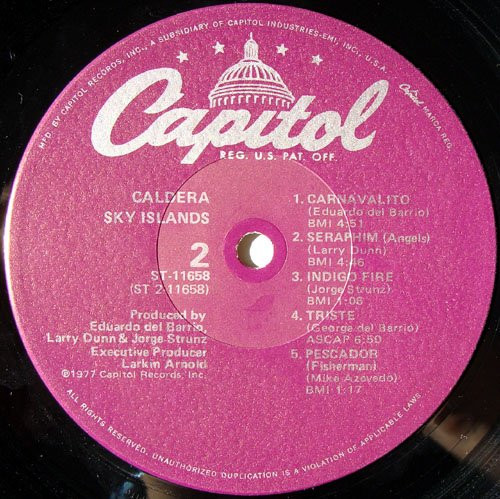 MFD. BY CAPITOL RECORDS, INC., A SUBSIDIARY OF CAPITOL INDUSTRIES-EMI, INC., U.S.A.
Capitol
MARCA REG.
REG. U.S. PAT. OFF.
CALDERA
SKY ISLANDS
2
ST-11658
(ST 2-11658)
Produced by
Eduardo del Barrio,
Larry Dunn & Jorge Strunz
Executive Producer
Larkin Arnold
℗1977 Capitol Records, Inc.
1. CARNAVALITO
(Eduardo del Barrio)
BMI 4:51
2. SERAPHIM (Angels)
(Larry Dunn)
BMI 4:46
3. INDIGO FIRE
(Jorge Strunz)
BMI 1:06
4. TRISTE
(George del Barrio)
ASCAP 6:50
5. PESCADOR
(Fisherman)
(Mike Azevedo)
BMI 1:17
ALL RIGHTS RESERVED. UNAUTHORIZED DUPLICATION IS A VIOLATION OF APPLICABLE LAWS